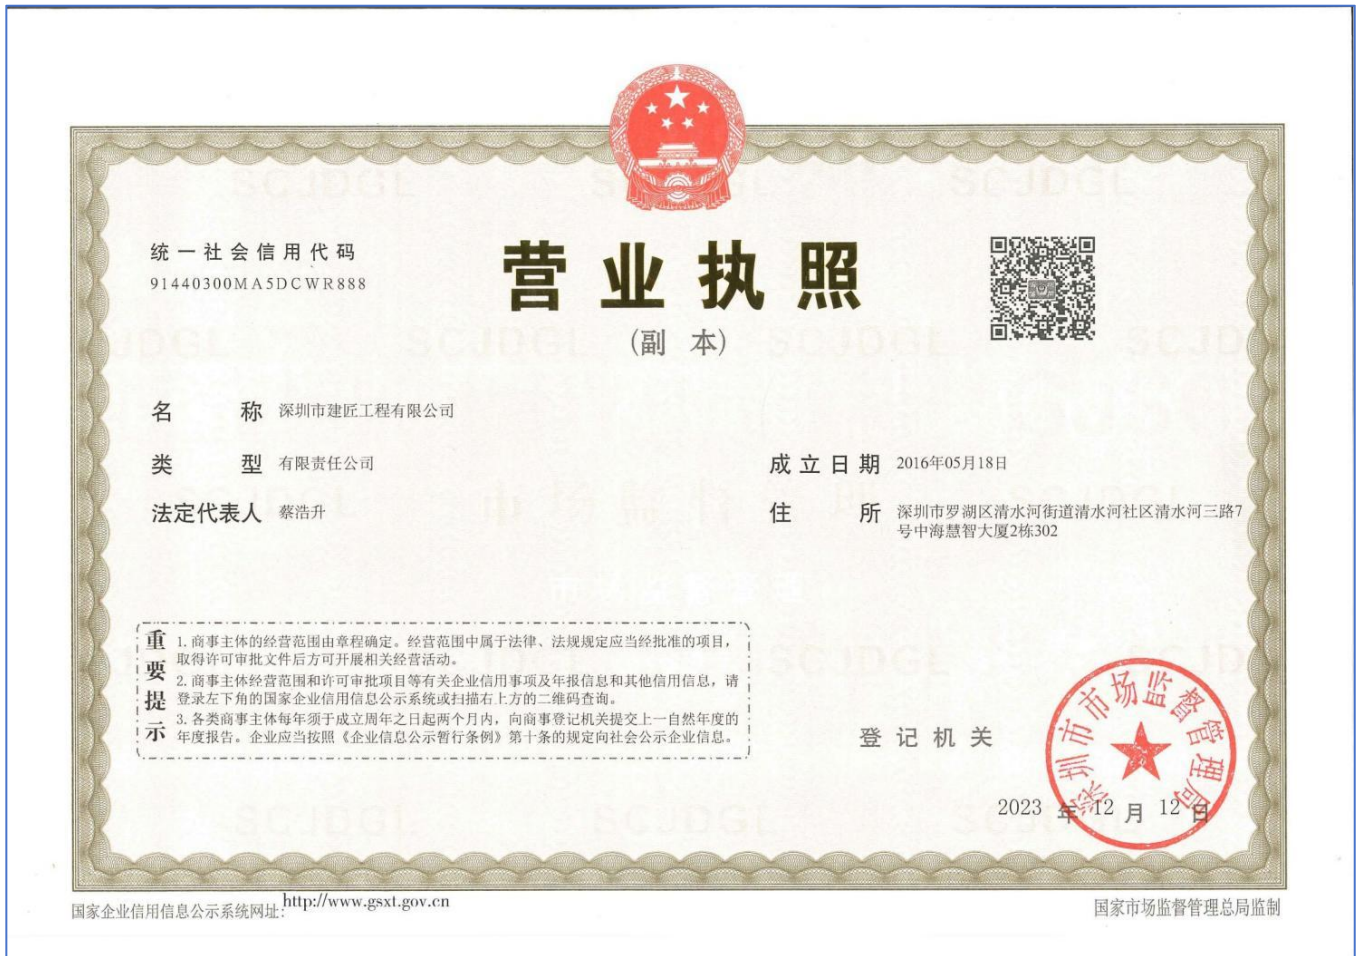 统一社会信用代码
91440300MA5DCWR888
营业执照
(副 本)
名 称 深圳市建匠工程有限公司
类 型 有限责任公司
成立日期 2016年05月18日
法定代表人 蔡浩升
住 所 深圳市罗湖区清水河街道清水河社区清水河三路7
号中海慧智大厦2栋302
重要提示
1. 商事主体的经营范围由章程确定。经营范围中属于法律、法规规定应当经批准的项目，
取得许可审批文件后方可开展相关经营活动。
2. 商事主体经营范围和许可审批项目等有关企业信用事项及年报信息和其他信用信息，请
登录左下角的国家企业信用信息公示系统或扫描右上方的二维码查询。
3. 各类商事主体每年须于成立周年之日起两个月内，向商事登记机关提交上一自然年度的
年度报告。企业应当按照《企业信息公示暂行条例》第十条的规定向社会公示企业信息。
登记机关
深圳市市场监督管理局
2023 年 12 月 12 日
国家企业信用信息公示系统网址：http://www.gsxt.gov.cn
国家市场监督管理总局监制
SCJDGL